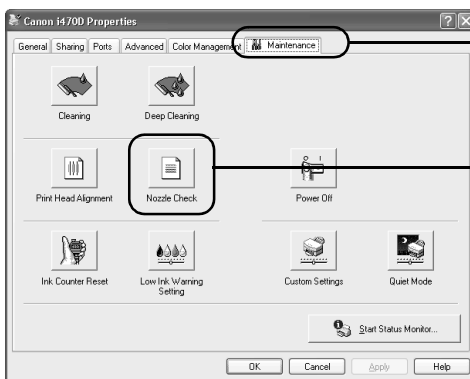 Canon i470D Properties
General Sharing Ports Advanced Color Management Maintenance
Cleaning Deep Cleaning
Print Head Alignment Nozzle Check Power Off
Ink Counter Reset Low Ink Warning Setting Custom Settings Quiet Mode
Start Status Monitor...
OK Cancel Apply Help